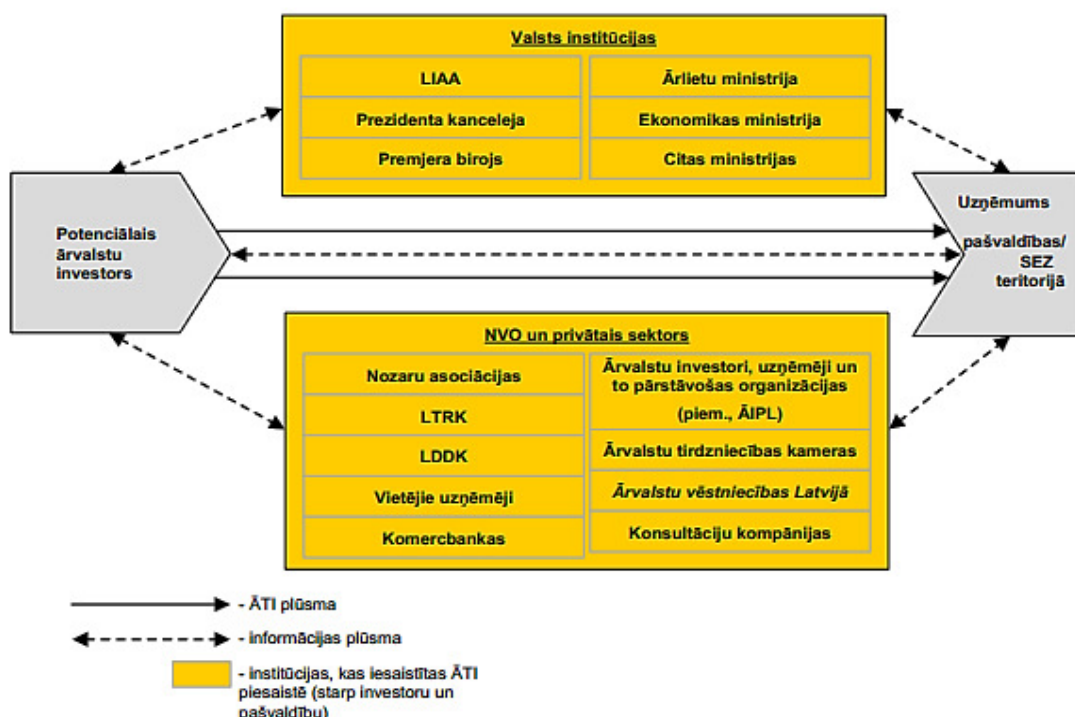 Valsts institūcijas
LIAA
Ārlietu ministrija
Prezidenta kanceleja
Ekonomikas ministrija
Premjera birojs
Citas ministrijas
Potenciālais
ārvalstu
investors
Uzņēmums
pašvaldības/
SEZ
teritorijā
NVO un privātais sektors
Nozaru asociācijas
LTRK
LDDK
Vietējie uzņēmēji
Komercbankas
Ārvalstu investori, uzņēmēji un
to pārstāvošas organizācijas
(piem., ĀIPL)
Ārvalstu tirdzniecības kameras
Ārvalstu vēstniecības Latvijā
Konsultāciju kompānijas
- ĀTI plūsma
- informācijas plūsma
- institūcijas, kas iesaistītas ĀTI
piesaistē (starp investoru un
pašvaldību)